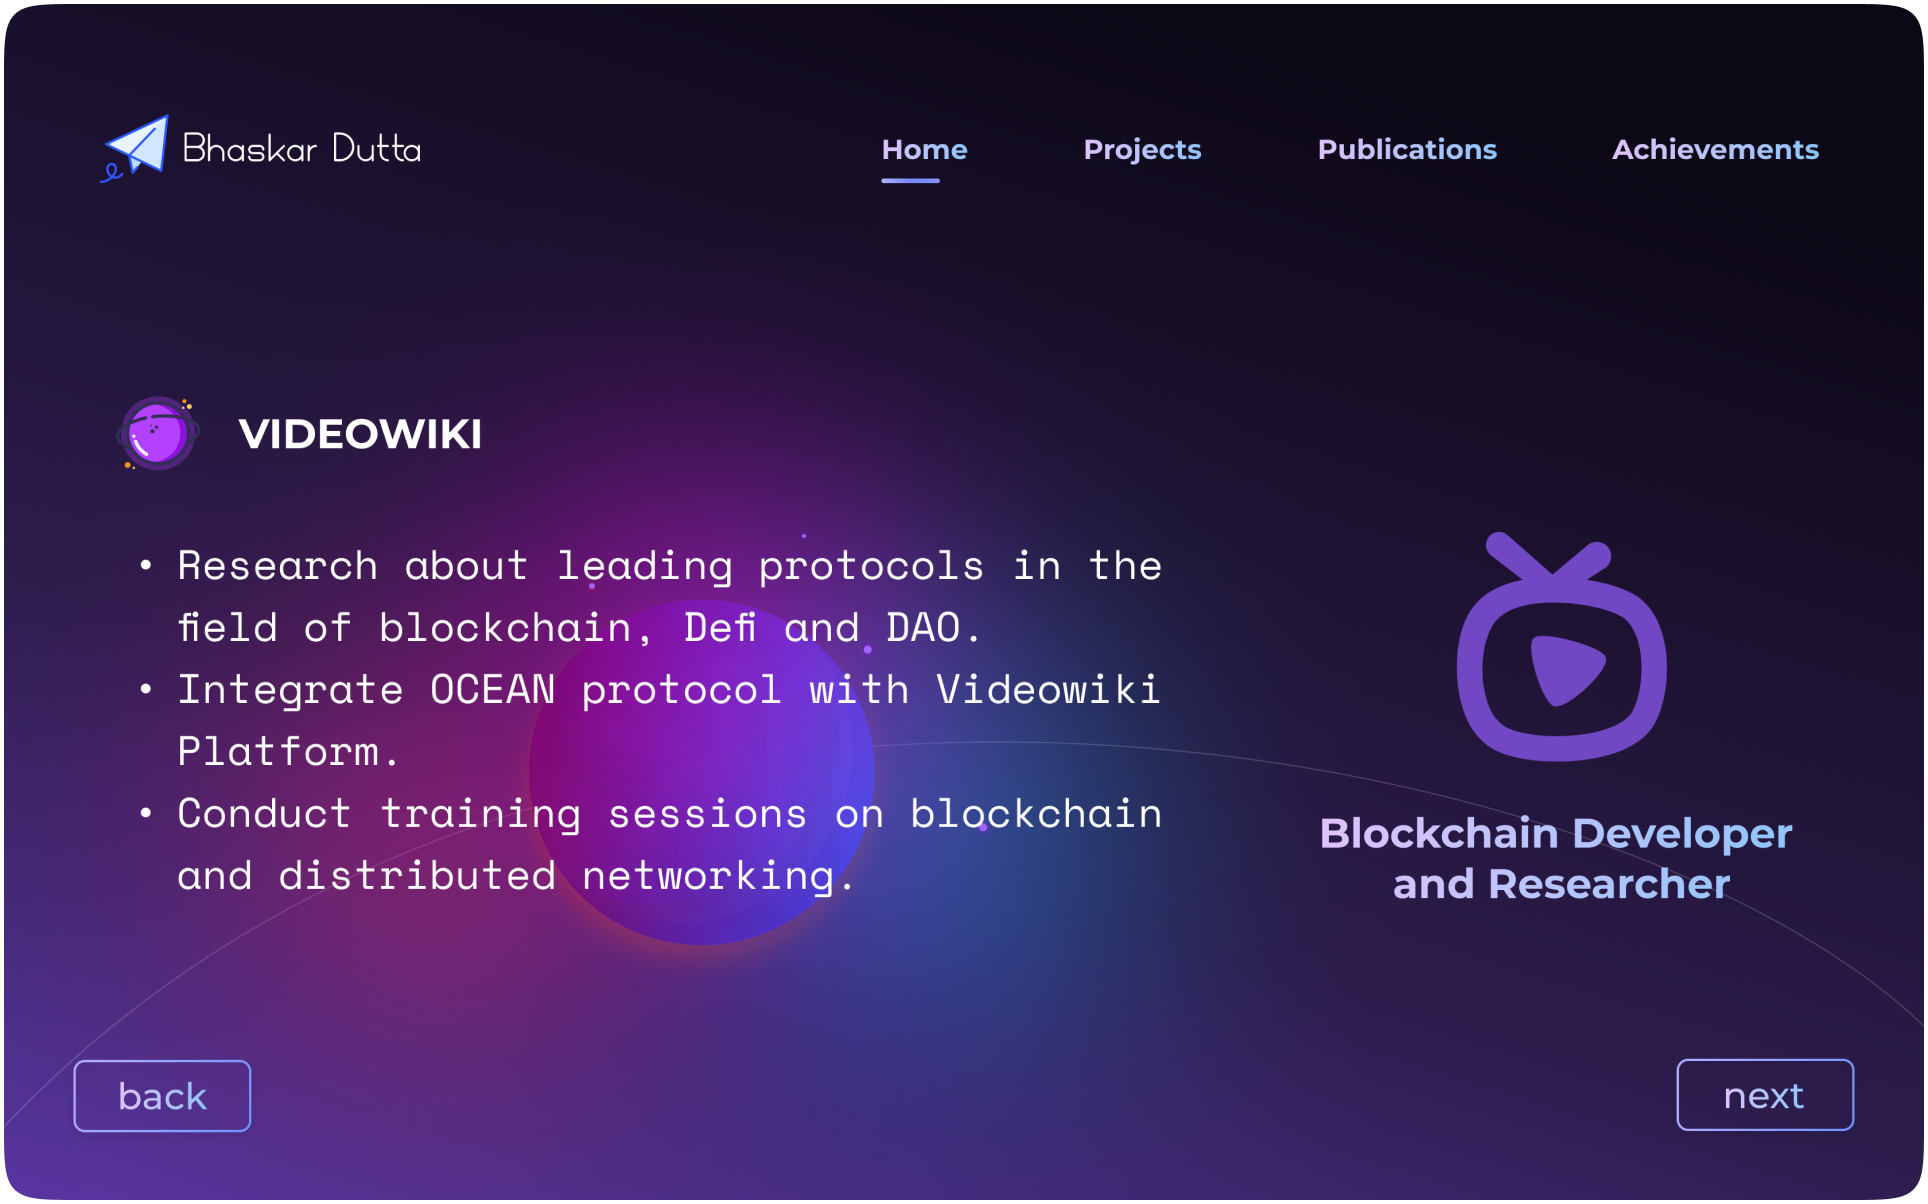 Bhaskar Dutta
Home
Projects
Publications
Achievements
VIDEOWIKI
• Research about leading protocols in the
field of blockchain, Defi and DAO.
• Integrate OCEAN protocol with Videowiki
Platform.
• Conduct training sessions on blockchain
and distributed networking.
Blockchain Developer
and Researcher
back
next